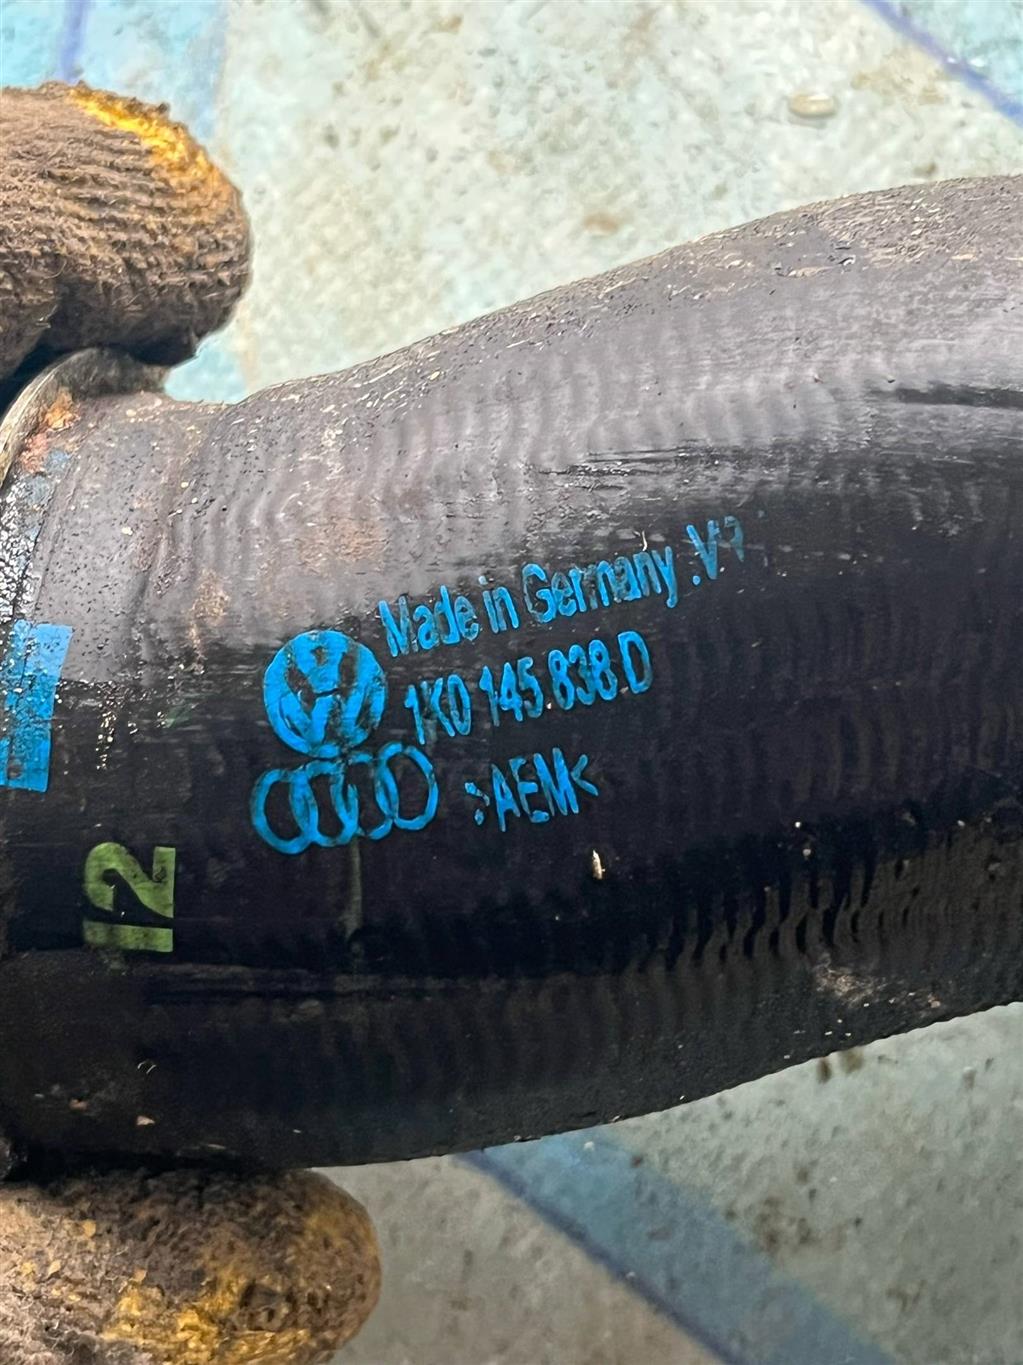 Made in Germany
1K0 145 838 D
>AEM<
12